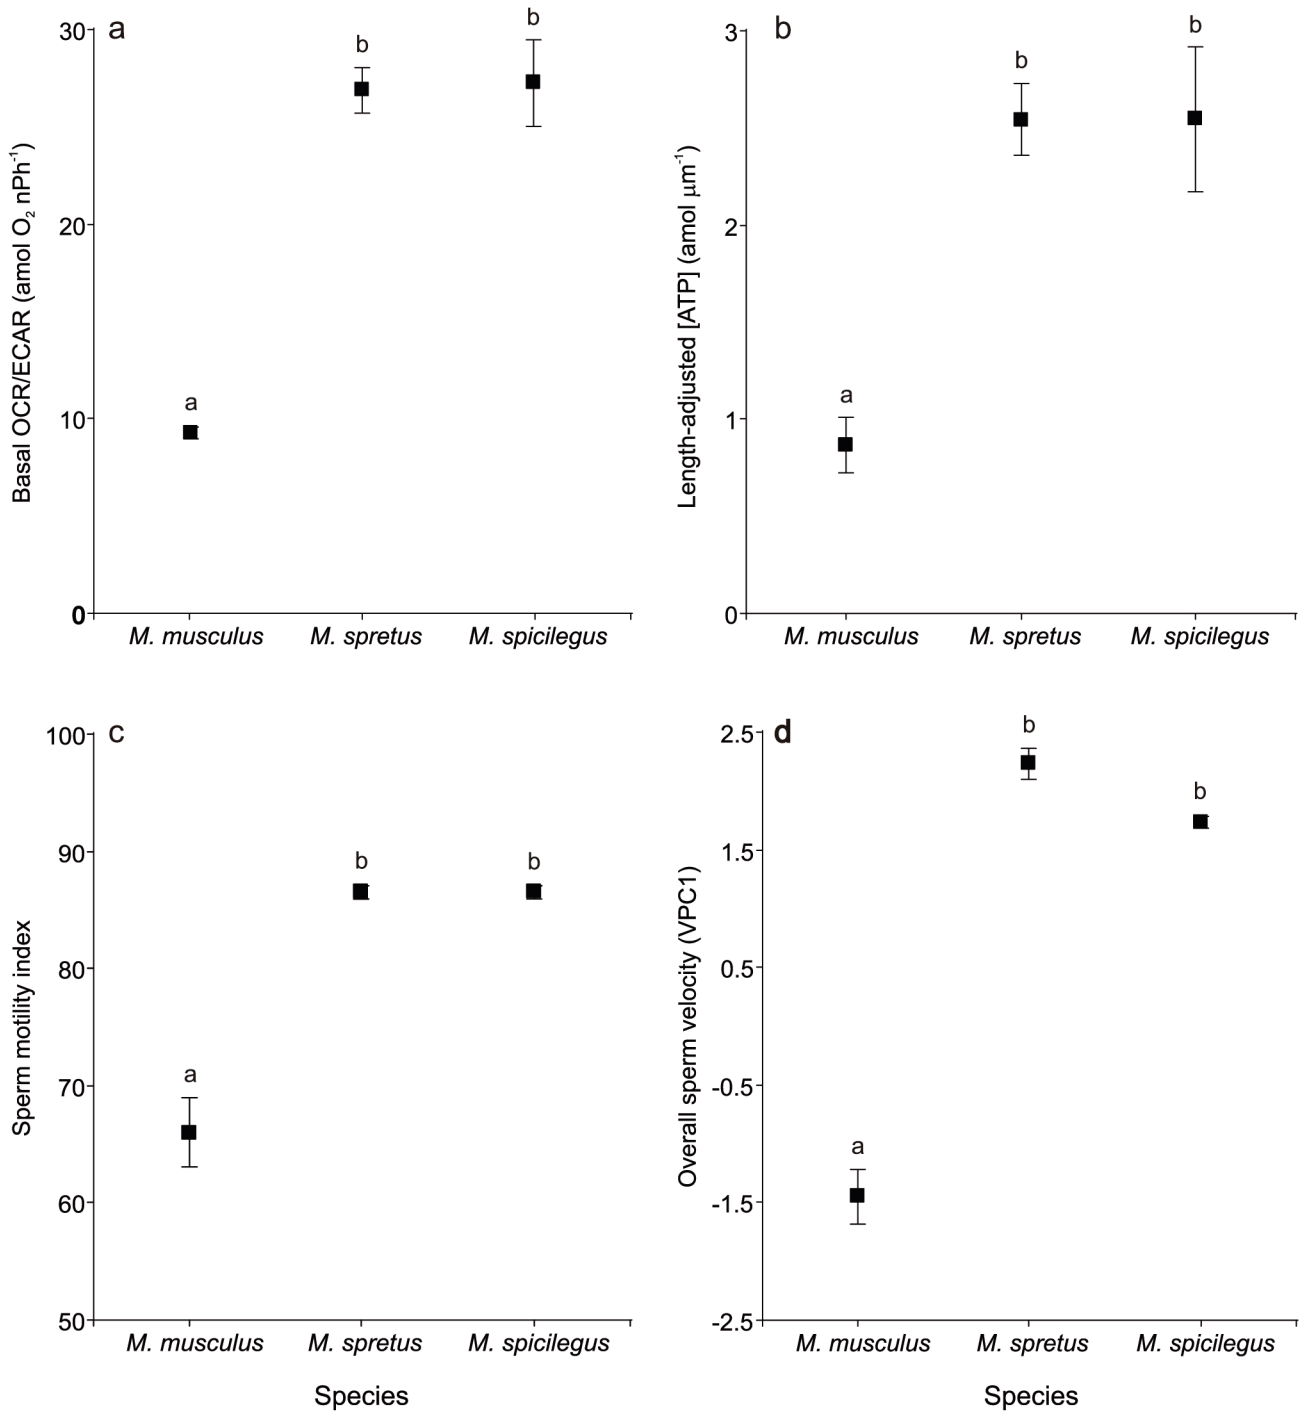 a
Basal OCR/ECAR (amol O₂ nPh⁻¹)
30
20
10
0
a
b
b
M. musculus
M. spretus
M. spicilegus
b
Length-adjusted [ATP] (amol µm⁻¹)
3
2
1
0
a
b
b
M. musculus
M. spretus
M. spicilegus
c
Sperm motility index
100
90
80
70
60
50
a
b
b
M. musculus
M. spretus
M. spicilegus
Species
d
Overall sperm velocity (VPC1)
2.5
1.5
0.5
-0.5
-1.5
-2.5
a
b
b
M. musculus
M. spretus
M. spicilegus
Species